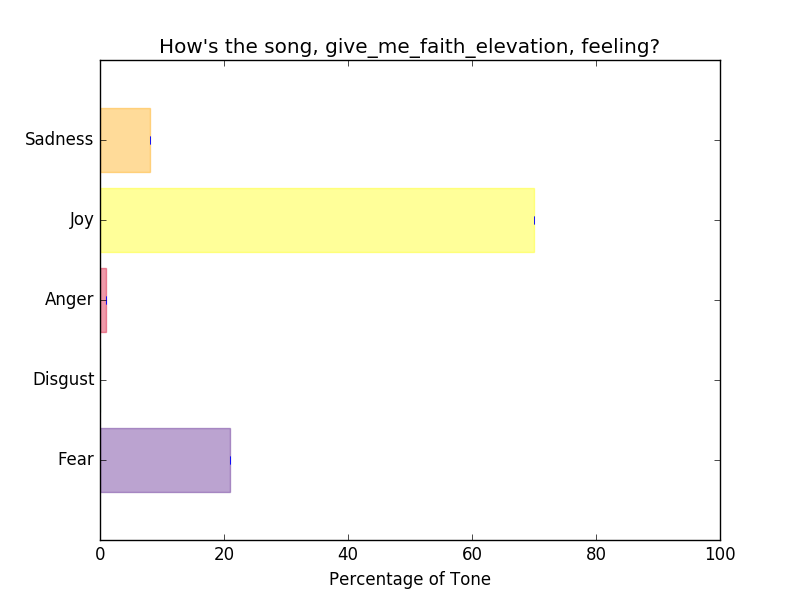 How's the song, give_me_faith_elevation, feeling?
Sadness
Joy
Anger
Disgust
Fear
0 20 40 60 80 100
Percentage of Tone